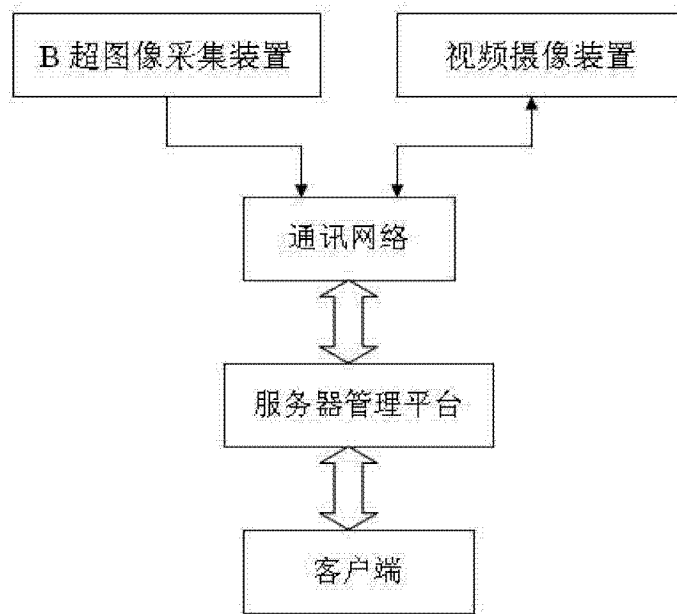 B 超图像采集装置
视频摄像装置
通讯网络
服务器管理平台
客户端